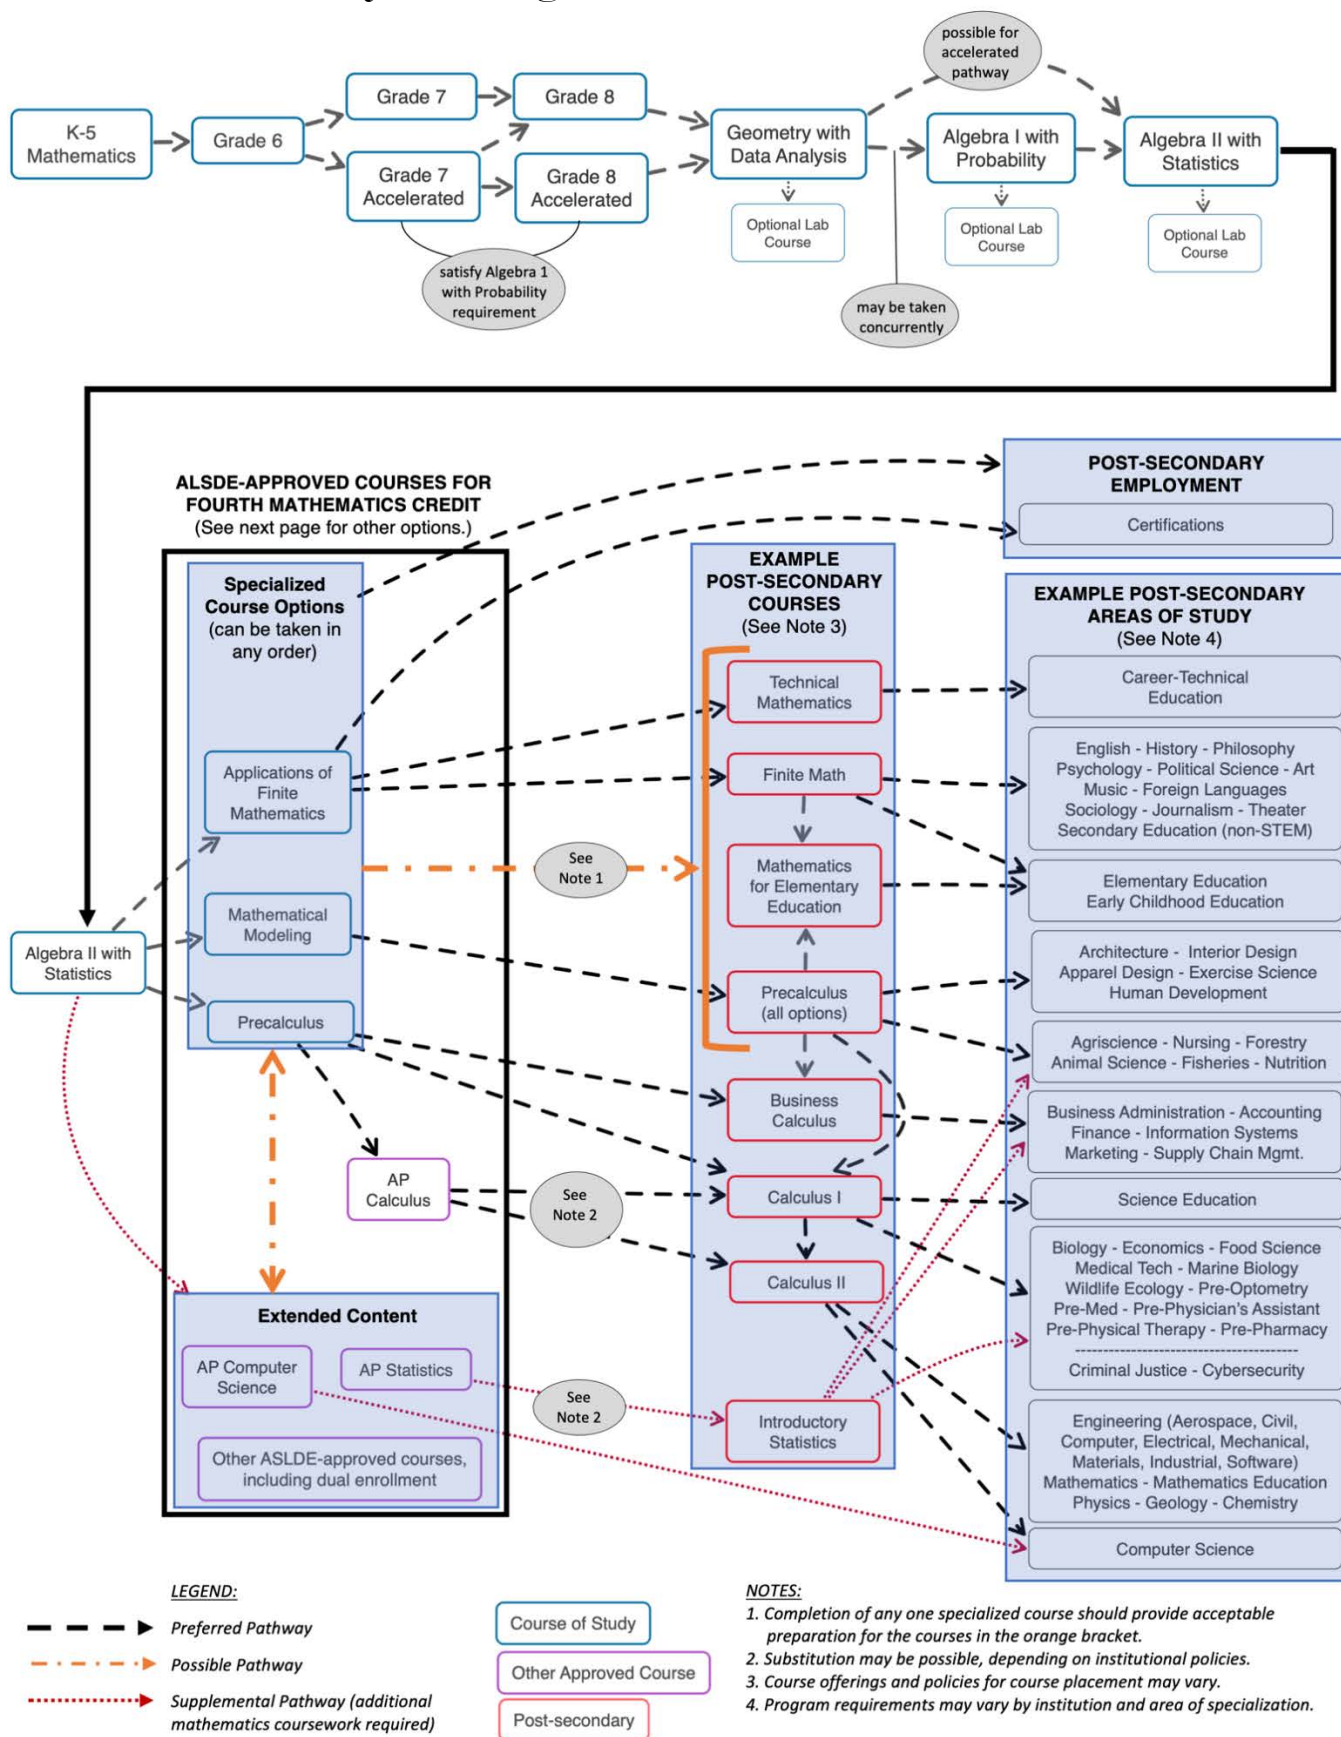 possible for
accelerated
pathway
K-5
Mathematics
Grade 6
Grade 7
Grade 8
Grade 7
Accelerated
Grade 8
Accelerated
Geometry with
Data Analysis
Algebra I with
Probability
Algebra II with
Statistics
Optional Lab
Course
Optional Lab
Course
Optional Lab
Course
satisfy Algebra 1
with Probability
requirement
may be taken
concurrently
ALSDE-APPROVED COURSES FOR
FOURTH MATHEMATICS CREDIT
(See next page for other options.)
Specialized
Course Options
(can be taken in
any order)
Applications of
Finite
Mathematics
Mathematical
Modeling
Precalculus
Algebra II with
Statistics
AP
Calculus
Extended Content
AP Computer
Science
AP Statistics
Other ASLDE-approved courses,
including dual enrollment
See
Note 1
See
Note 2
See
Note 2
EXAMPLE
POST-SECONDARY
COURSES
(See Note 3)
Technical
Mathematics
Finite Math
Mathematics
for Elementary
Education
Precalculus
(all options)
Business
Calculus
Calculus I
Calculus II
Introductory
Statistics
POST-SECONDARY
EMPLOYMENT
Certifications
EXAMPLE POST-SECONDARY
AREAS OF STUDY
(See Note 4)
Career-Technical
Education
English - History - Philosophy
Psychology - Political Science - Art
Music - Foreign Languages
Sociology - Journalism - Theater
Secondary Education (non-STEM)
Elementary Education
Early Childhood Education
Architecture - Interior Design
Apparel Design - Exercise Science
Human Development
Agriscience - Nursing - Forestry
Animal Science - Fisheries - Nutrition
Business Administration - Accounting
Finance - Information Systems
Marketing - Supply Chain Mgmt.
Science Education
Biology - Economics - Food Science
Medical Tech - Marine Biology
Wildlife Ecology - Pre-Optometry
Pre-Med - Pre-Physician's Assistant
Pre-Physical Therapy - Pre-Pharmacy
Criminal Justice - Cybersecurity
Engineering (Aerospace, Civil,
Computer, Electrical, Mechanical,
Materials, Industrial, Software)
Mathematics - Mathematics Education
Physics - Geology - Chemistry
Computer Science
LEGEND:
Preferred Pathway
Possible Pathway
Supplemental Pathway (additional
mathematics coursework required)
Course of Study
Other Approved Course
Post-secondary
NOTES:
1. Completion of any one specialized course should provide acceptable
preparation for the courses in the orange bracket.
2. Substitution may be possible, depending on institutional policies.
3. Course offerings and policies for course placement may vary.
4. Program requirements may vary by institution and area of specialization.